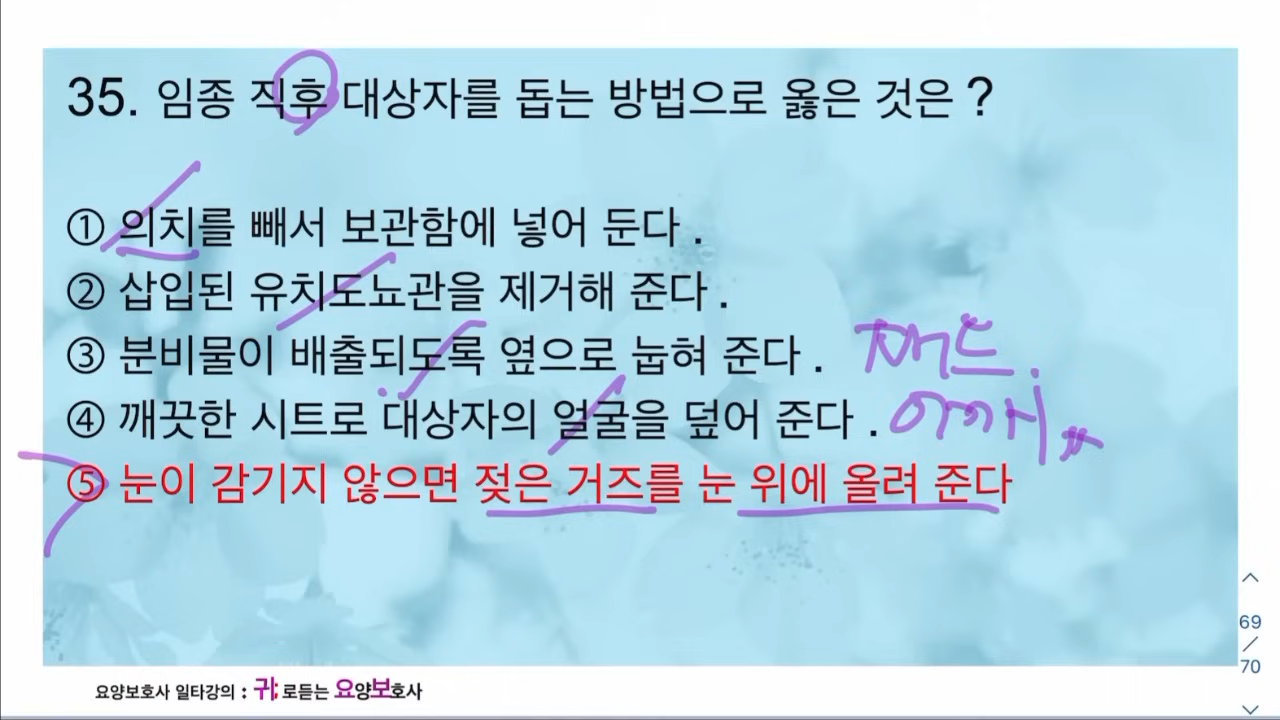 35. 임종 직후 대상자를 돕는 방법으로 옳은 것은?
① 의치를 빼서 보관함에 넣어 둔다.
② 삽입된 유치도뇨관을 제거해 준다.
③ 분비물이 배출되도록 옆으로 눕혀 준다. 패드.
④ 깨끗한 시트로 대상자의 얼굴을 덮어 준다. 어깨
⑤ 눈이 감기지 않으면 젖은 거즈를 눈 위에 올려 준다
69
/
70
요양보호사 일타강의 : 귀; 로듣는 요양보호사